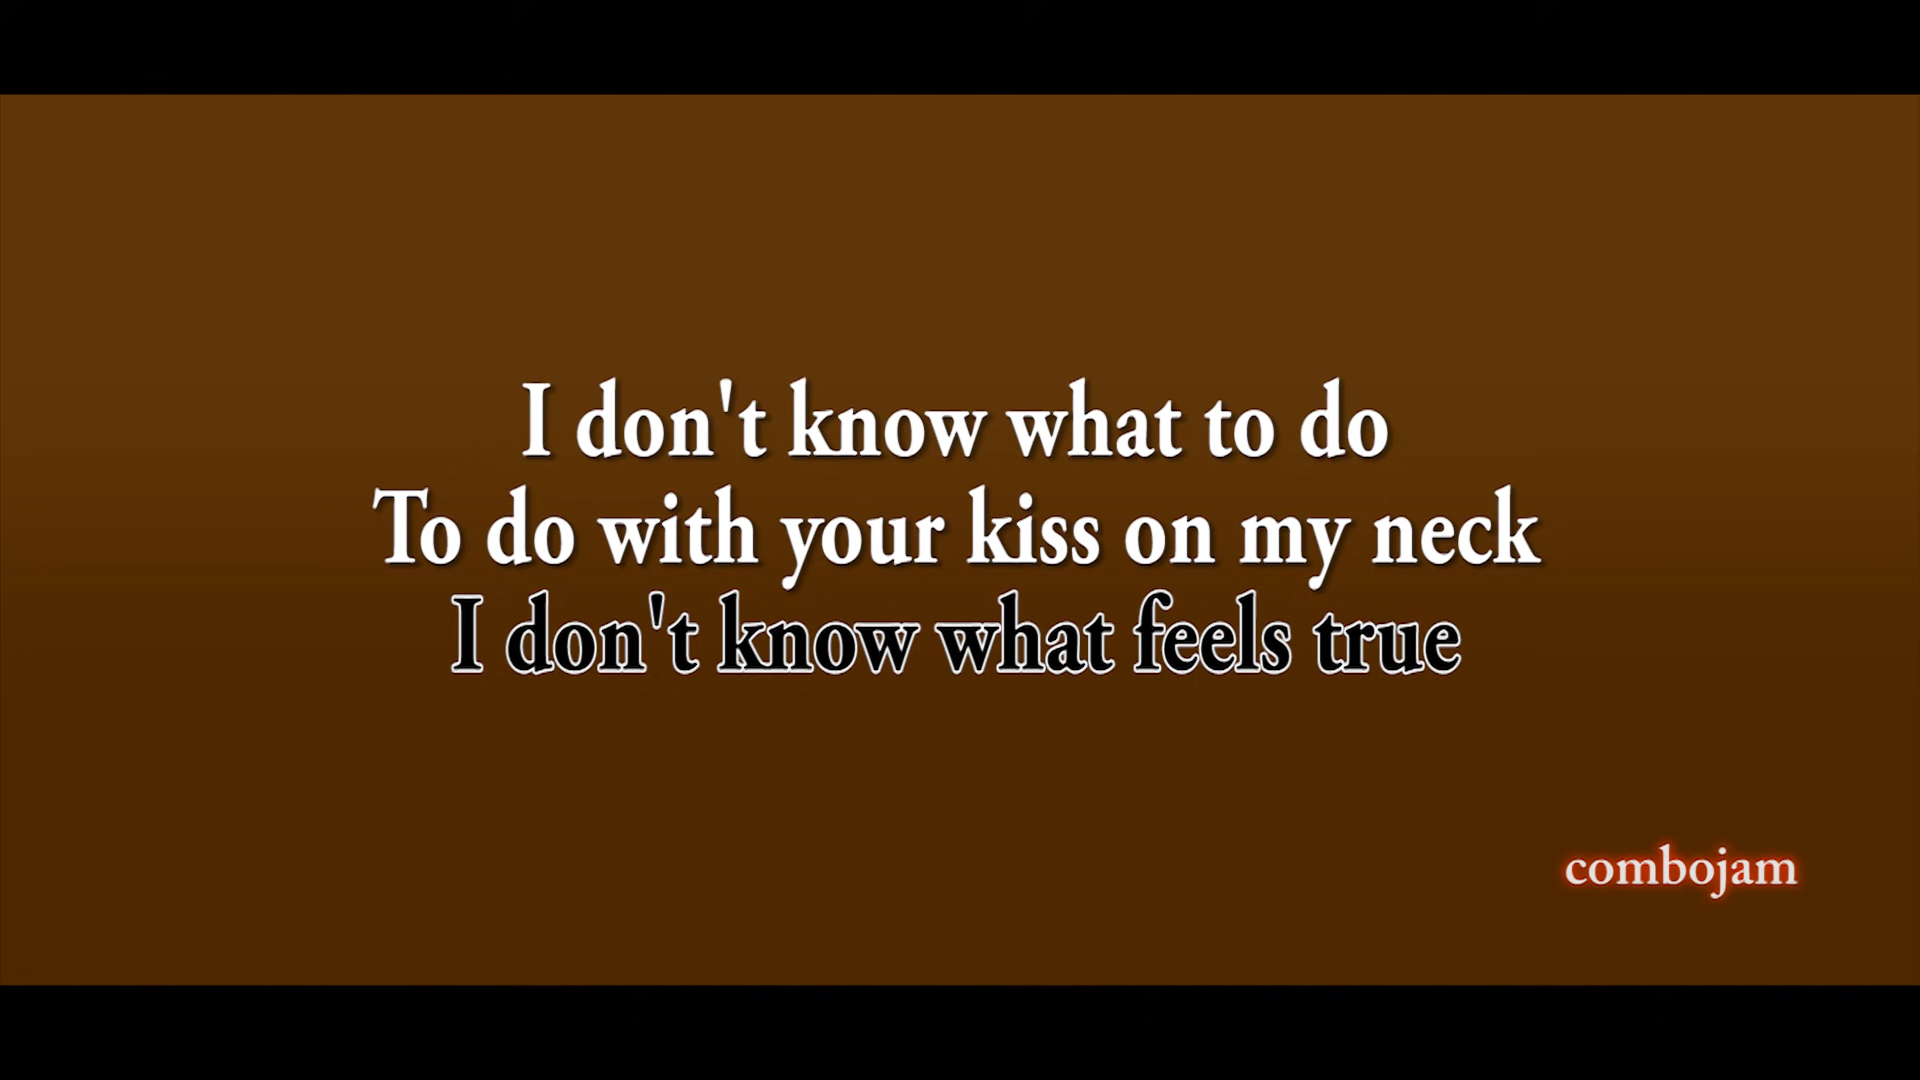 I don't know what to do
To do with your kiss on my neck
I don't know what feels true
combojam